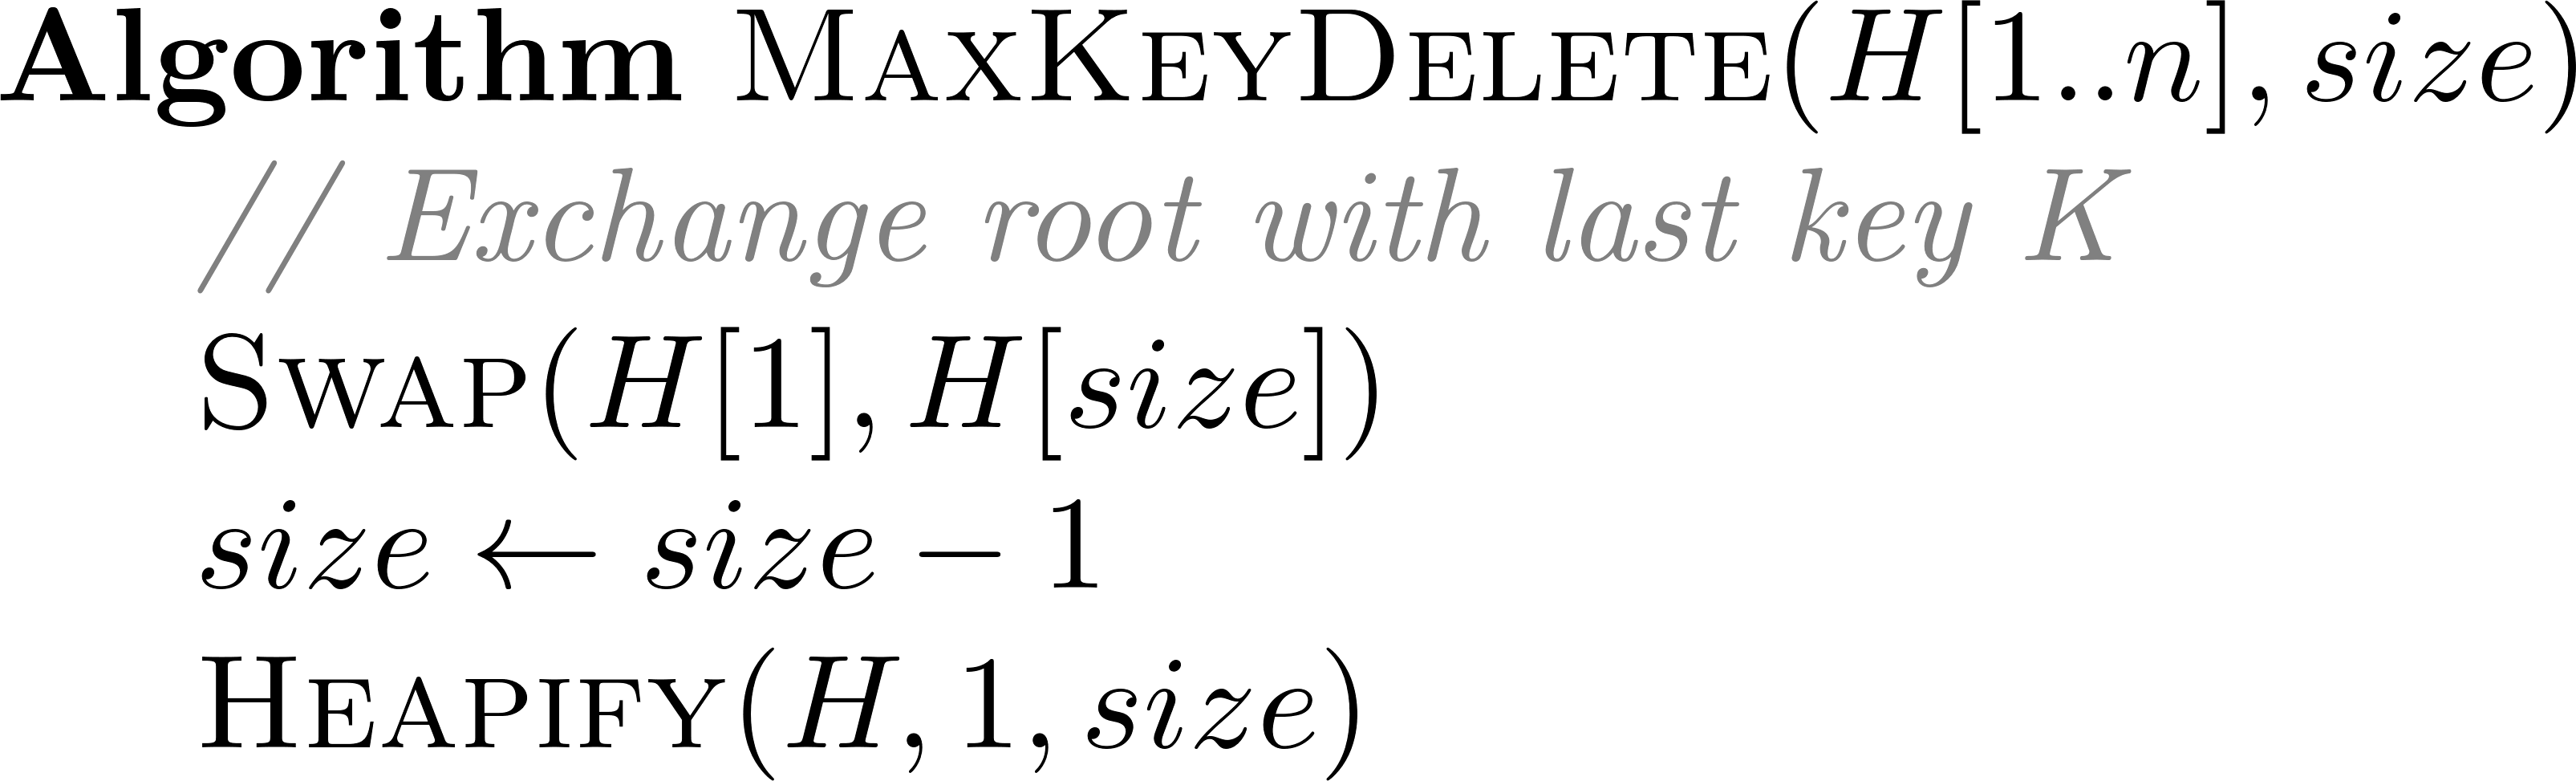 Algorithm MaxKeyDelete(H[1..n], size)
// Exchange root with last key K
Swap(H[1], H[size])
size ← size − 1
Heapify(H, 1, size)